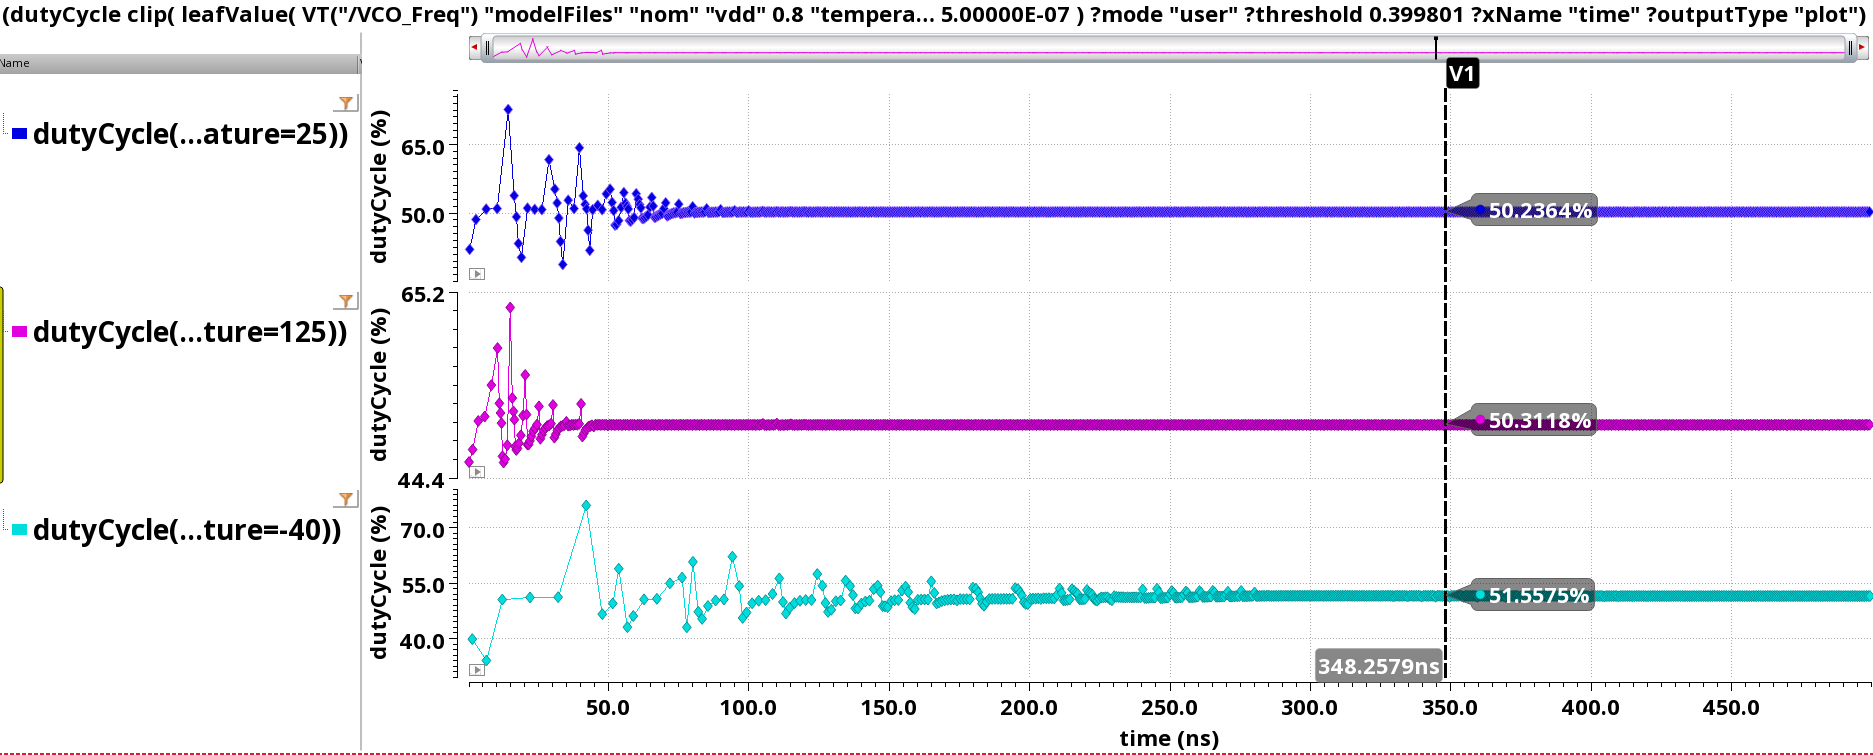 (dutyCycle clip( leafValue( VT("/VCO_Freq") "modelFiles" "nom" "vdd" 0.8 "tempera... 5.00000E-07 ) ?mode "user" ?threshold 0.399801 ?xName "time" ?outputType "plot")
Name
V1
dutyCycle(...ature=25))
dutyCycle (%)
65.0
50.0
50.2364%
dutyCycle(...ture=125))
dutyCycle (%)
65.2
44.4
50.3118%
dutyCycle(...ture=-40))
dutyCycle (%)
70.0
55.0
40.0
51.5575%
348.2579ns
50.0 100.0 150.0 200.0 250.0 300.0 350.0 400.0 450.0
time (ns)